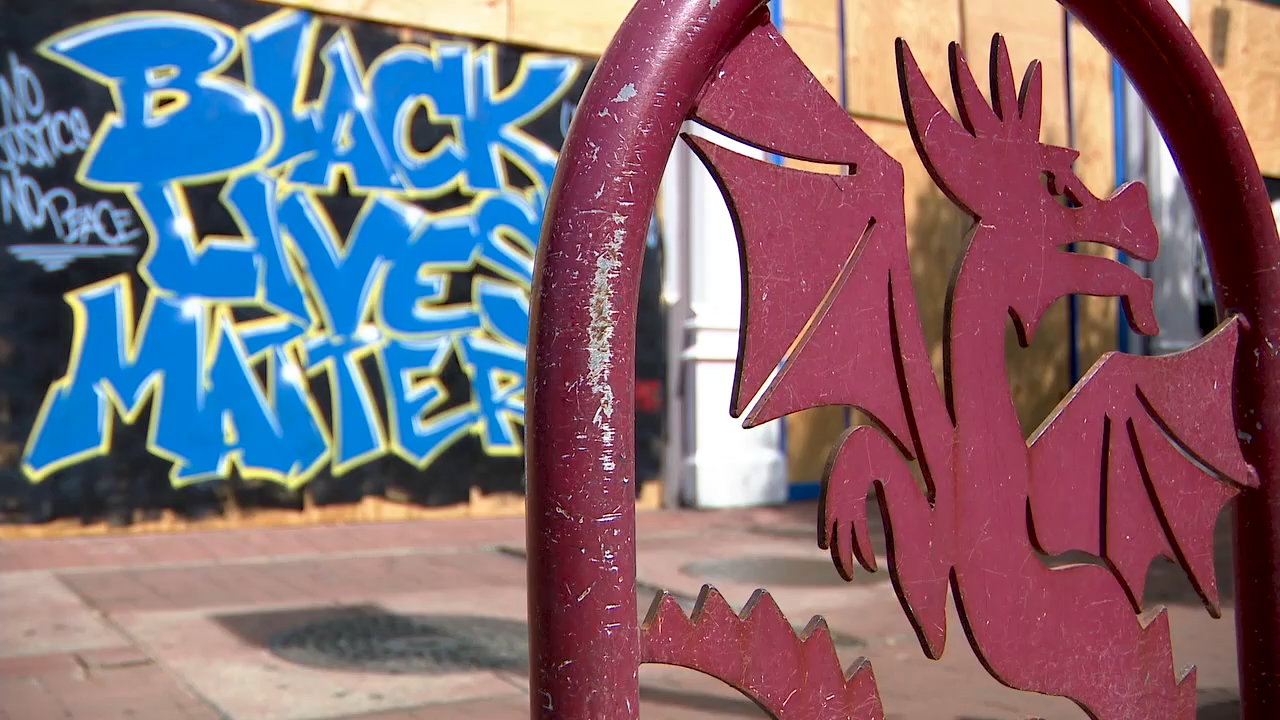 NO
JUSTICE
NO PEACE
BLACK
LIVES
MATTER